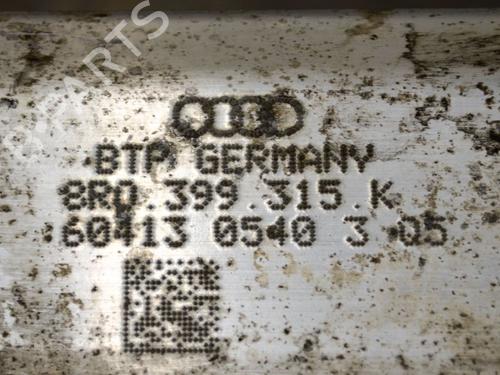 B-PARTS
BTP GERMANY
8R0.399.315.K
60413 0540 3 05